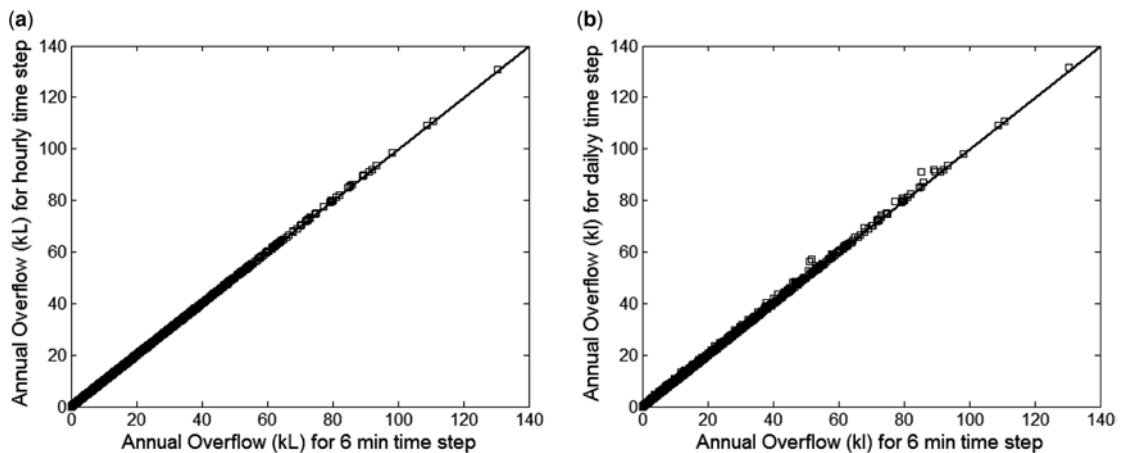 (a)
140
120
100
80
60
40
20
0
0 20 40 60 80 100 120 140
Annual Overflow (kL) for hourly time step
Annual Overflow (kL) for 6 min time step
(b)
140
120
100
80
60
40
20
0
0 20 40 60 80 100 120 140
Annual Overflow (kl) for dailyy time step
Annual Overflow (kl) for 6 min time step